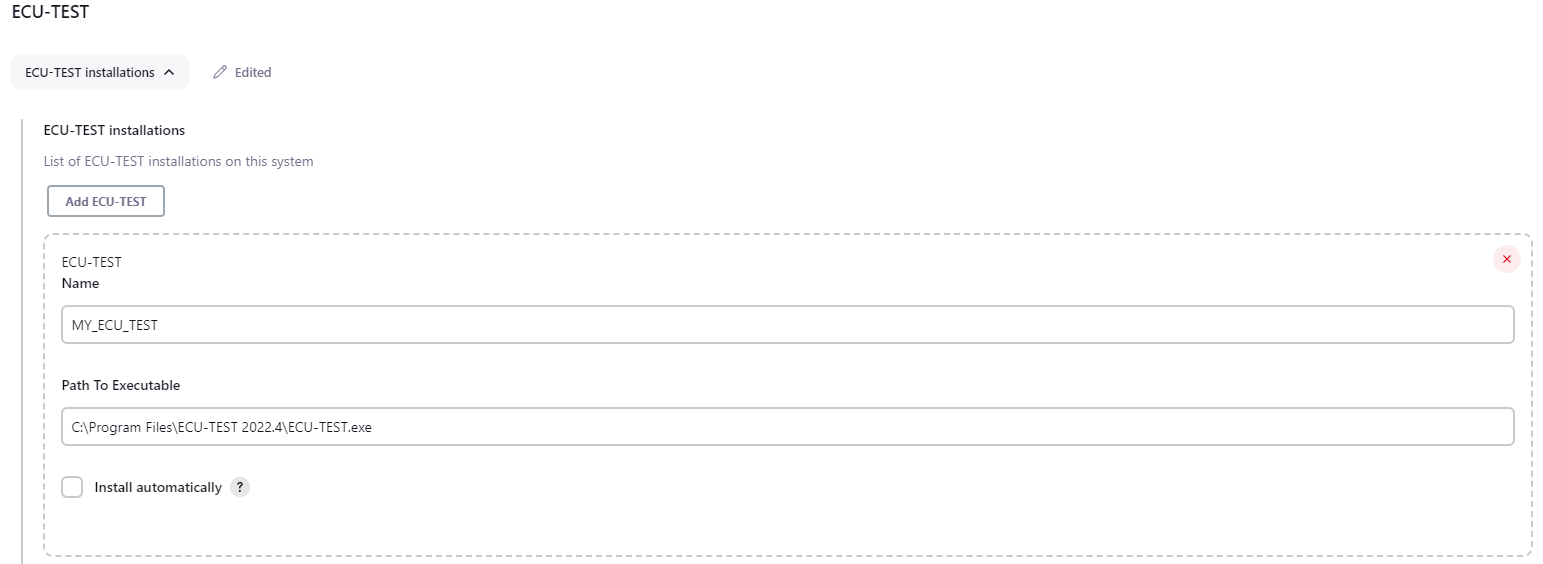 ECU-TEST
ECU-TEST installations
Edited
ECU-TEST installations
List of ECU-TEST installations on this system
Add ECU-TEST
ECU-TEST
Name
MY_ECU_TEST
Path To Executable
C:\Program Files\ECU-TEST 2022.4\ECU-TEST.exe
Install automatically ?